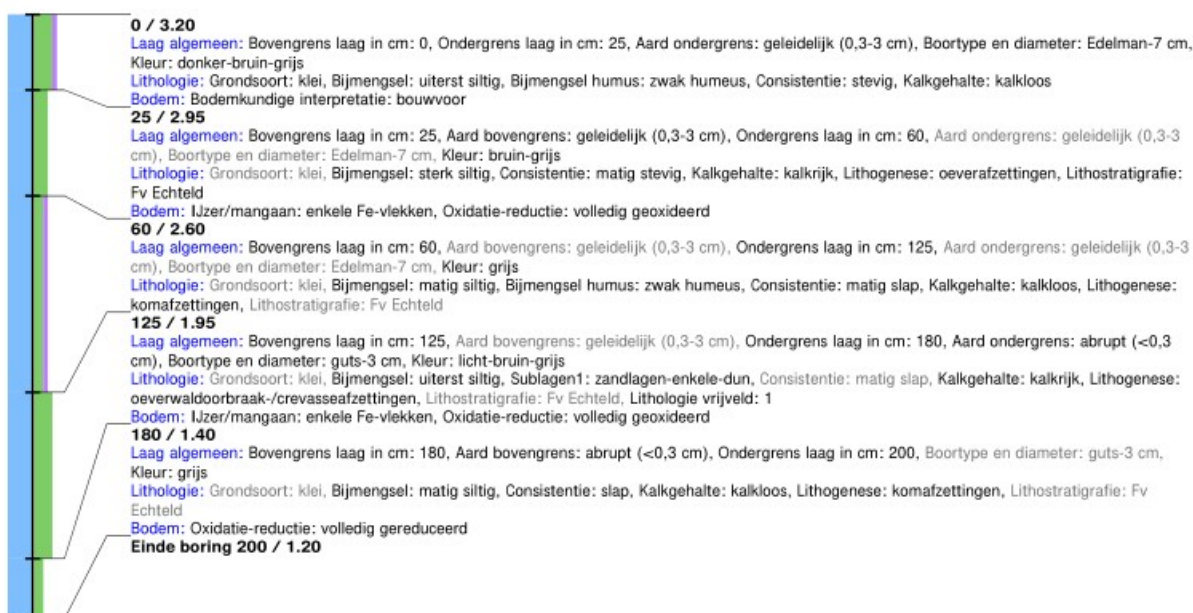 0 / 3.20
Laag algemeen: Bovengrens laag in cm: 0, Ondergrens laag in cm: 25, Aard ondergrens: geleidelijk (0,3-3 cm), Boortype en diameter: Edelman-7 cm,
Kleur: donker-bruin-grijs
Lithologie: Grondsoort: klei, Bijmengsel: uiterst siltig, Bijmengsel humus: zwak humeus, Consistentie: stevig, Kalkgehalte: kalkloos
Bodem: Bodemkundige interpretatie: bouwvoor
25 / 2.95
Laag algemeen: Bovengrens laag in cm: 25, Aard bovengrens: geleidelijk (0,3-3 cm), Ondergrens laag in cm: 60, Aard ondergrens: geleidelijk (0,3-3
cm), Boortype en diameter: Edelman-7 cm, Kleur: bruin-grijs
Lithologie: Grondsoort: klei, Bijmengsel: sterk siltig, Consistentie: matig stevig, Kalkgehalte: kalkrijk, Lithogenese: oeverafzettingen, Lithostratigrafie:
Fv Echteld
Bodem: IJzer/mangaan: enkele Fe-vlekken, Oxidatie-reductie: volledig geoxideerd
60 / 2.60
Laag algemeen: Bovengrens laag in cm: 60, Aard bovengrens: geleidelijk (0,3-3 cm), Ondergrens laag in cm: 125, Aard ondergrens: geleidelijk (0,3-3
cm), Boortype en diameter: Edelman-7 cm, Kleur: grijs
Lithologie: Grondsoort: klei, Bijmengsel: matig siltig, Bijmengsel humus: zwak humeus, Consistentie: matig slap, Kalkgehalte: kalkloos, Lithogenese:
komafzettingen, Lithostratigrafie: Fv Echteld
125 / 1.95
Laag algemeen: Bovengrens laag in cm: 125, Aard bovengrens: geleidelijk (0,3-3 cm), Ondergrens laag in cm: 180, Aard ondergrens: abrupt (<0,3
cm), Boortype en diameter: guts-3 cm, Kleur: licht-bruin-grijs
Lithologie: Grondsoort: klei, Bijmengsel: uiterst siltig, Sublagen1: zandlagen-enkele-dun, Consistentie: matig slap, Kalkgehalte: kalkrijk, Lithogenese:
oeverwaldoorbraak-/crevasseafzettingen, Lithostratigrafie: Fv Echteld, Lithologie vrijveld: 1
Bodem: IJzer/mangaan: enkele Fe-vlekken, Oxidatie-reductie: volledig geoxideerd
180 / 1.40
Laag algemeen: Bovengrens laag in cm: 180, Aard bovengrens: abrupt (<0,3 cm), Ondergrens laag in cm: 200, Boortype en diameter: guts-3 cm,
Kleur: grijs
Lithologie: Grondsoort: klei, Bijmengsel: matig siltig, Consistentie: slap, Kalkgehalte: kalkloos, Lithogenese: komafzettingen, Lithostratigrafie: Fv
Echteld
Bodem: Oxidatie-reductie: volledig gereduceerd
Einde boring 200 / 1.20